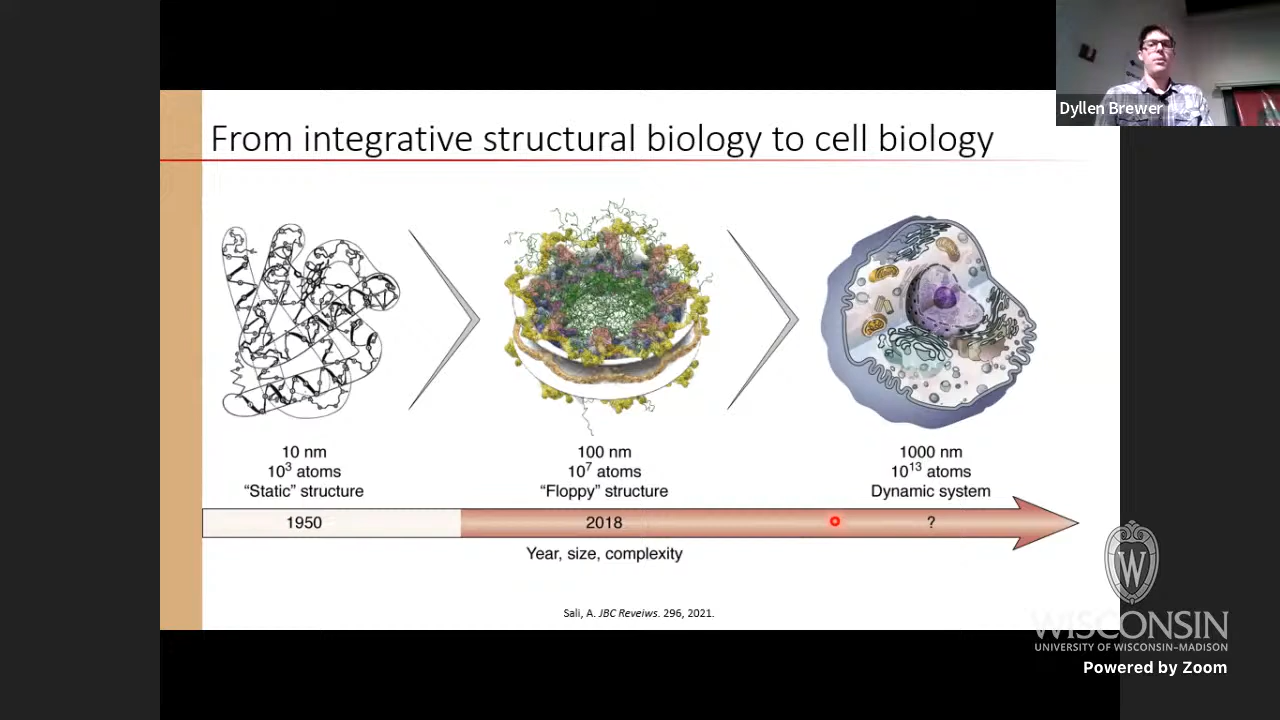 Dyllen Brewer
From integrative structural biology to cell biology
10 nm
10³ atoms
“Static” structure
100 nm
10⁷ atoms
“Floppy” structure
1000 nm
10¹³ atoms
Dynamic system
1950
2018
?
Year, size, complexity
Sali, A. JBC Reveiws. 296, 2021.
W
WISCONSIN
UNIVERSITY OF WISCONSIN–MADISON
Powered by Zoom